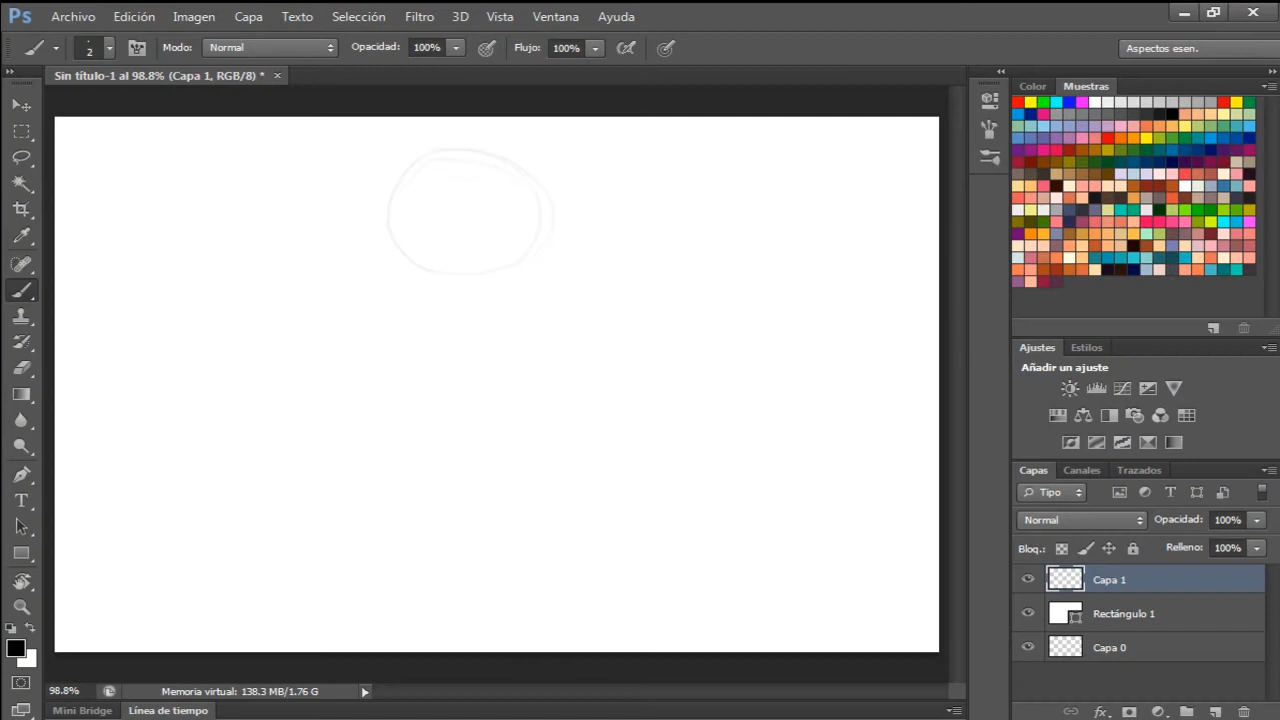 Ps Archivo Edición Imagen Capa Texto Selección Filtro 3D Vista Ventana Ayuda
2 Modo: Normal Opacidad: 100% Flujo: 100% Aspectos esen.
Sin título-1 al 98.8% (Capa 1, RGB/8) *
Color Muestras
Ajustes Estilos
Añadir un ajuste
Capas Canales Trazados
Tipo
Normal Opacidad: 100%
Bloq.: Relleno: 100%
Capa 1
Rectángulo 1
Capa 0
98.8% Memoria virtual: 138.3 MB/1.76 G
Mini Bridge Línea de tiempo